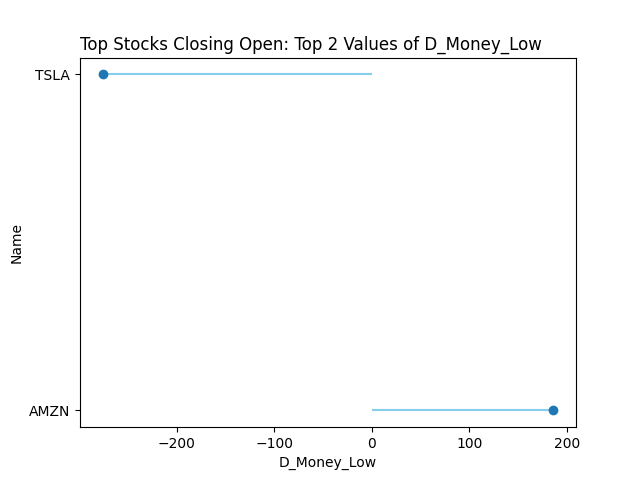 Top Stocks Closing Open: Top 2 Values of D_Money_Low
TSLA
Name
AMZN
−200
−100
0
100
200
D_Money_Low